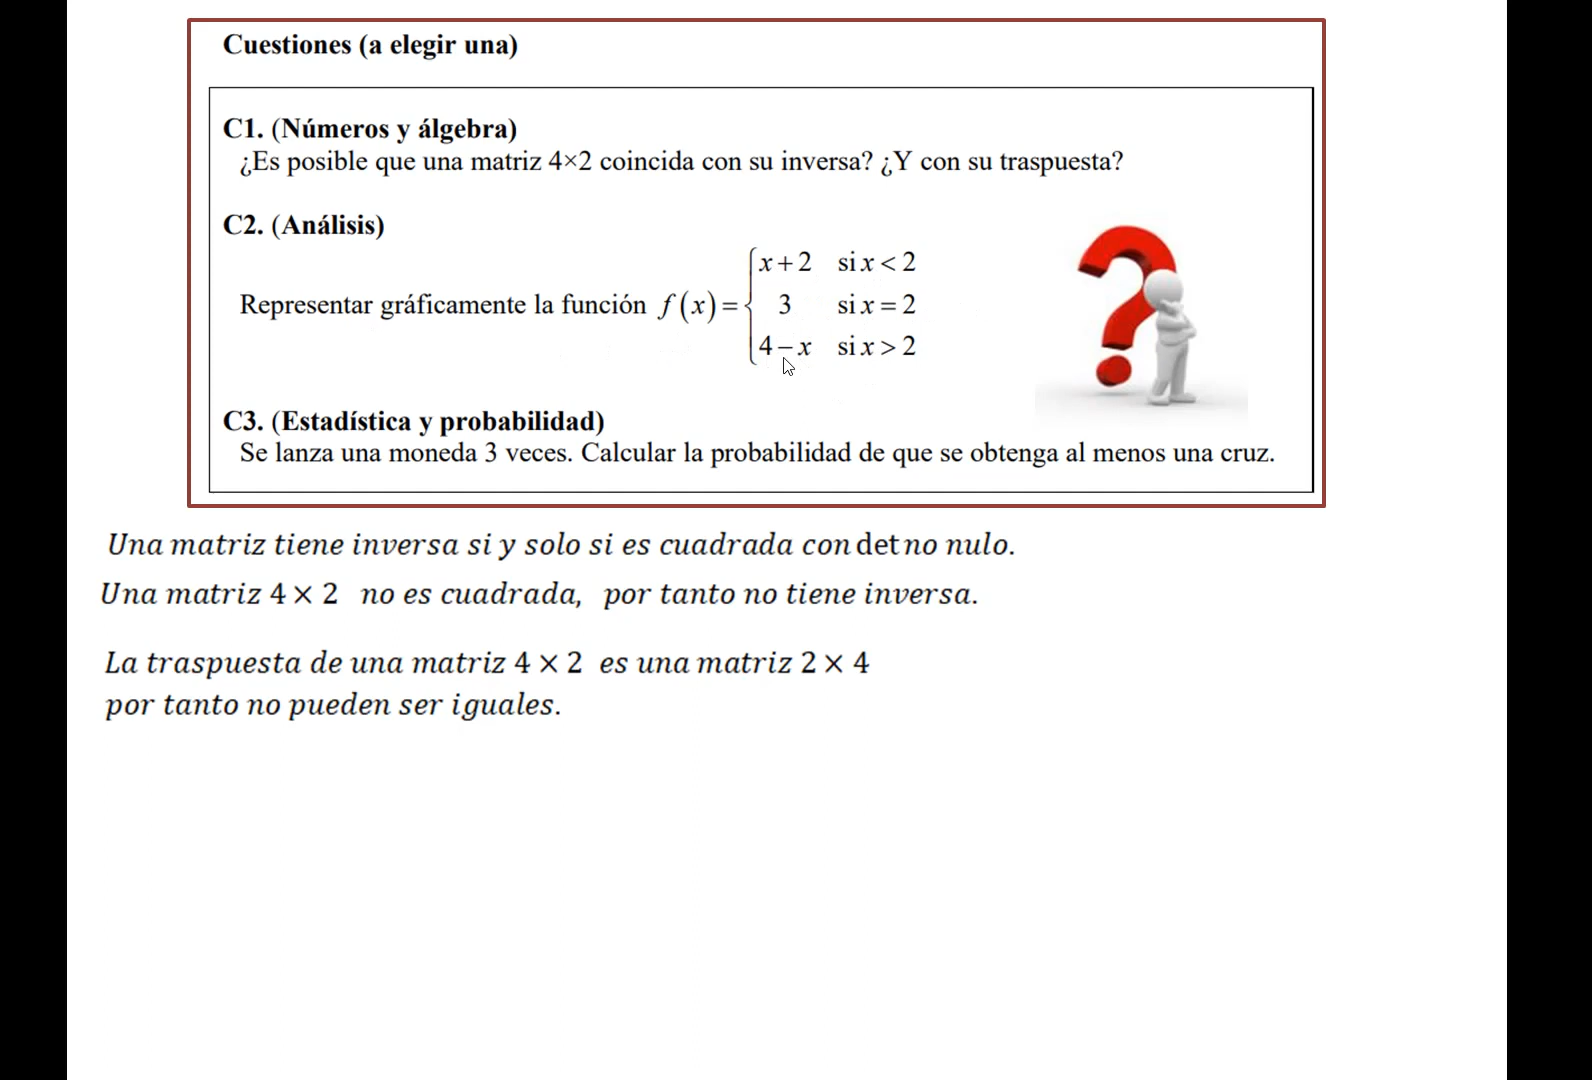 Cuestiones (a elegir una)
C1. (Números y álgebra)
¿Es posible que una matriz 4×2 coincida con su inversa? ¿Y con su traspuesta?
C2. (Análisis)
x + 2 si x < 2
Representar gráficamente la función f(x) = { 3 si x = 2
4 − x si x > 2
C3. (Estadística y probabilidad)
Se lanza una moneda 3 veces. Calcular la probabilidad de que se obtenga al menos una cruz.
Una matriz tiene inversa si y solo si es cuadrada con det no nulo.
Una matriz 4 × 2 no es cuadrada, por tanto no tiene inversa.
La traspuesta de una matriz 4 × 2 es una matriz 2 × 4
por tanto no pueden ser iguales.